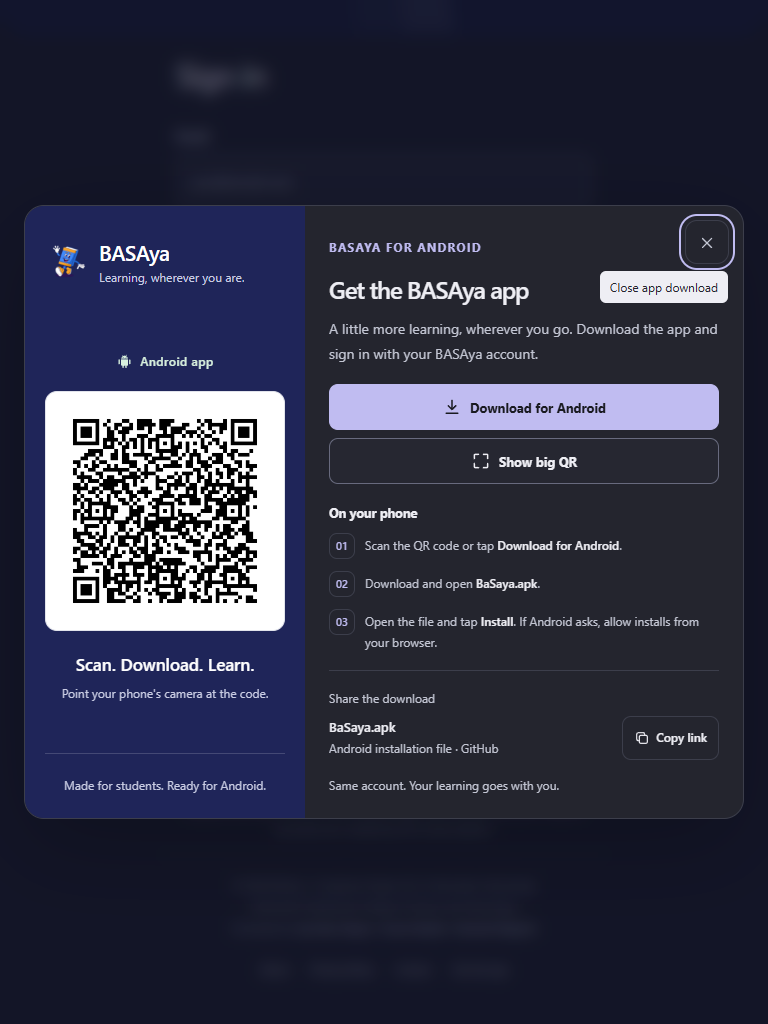 Sign in
BASAya
Learning, wherever you are.
Android app
Scan. Download. Learn.
Point your phone's camera at the code.
Made for students. Ready for Android.
BASAYA FOR ANDROID
Close app download
Get the BASAya app
A little more learning, wherever you go. Download the app and
sign in with your BASAya account.
Download for Android
Show big QR
On your phone
01 Scan the QR code or tap Download for Android.
02 Download and open BaSaya.apk.
03 Open the file and tap Install. If Android asks, allow installs from
your browser.
Share the download
BaSaya.apk
Android installation file · GitHub
Copy link
Same account. Your learning goes with you.